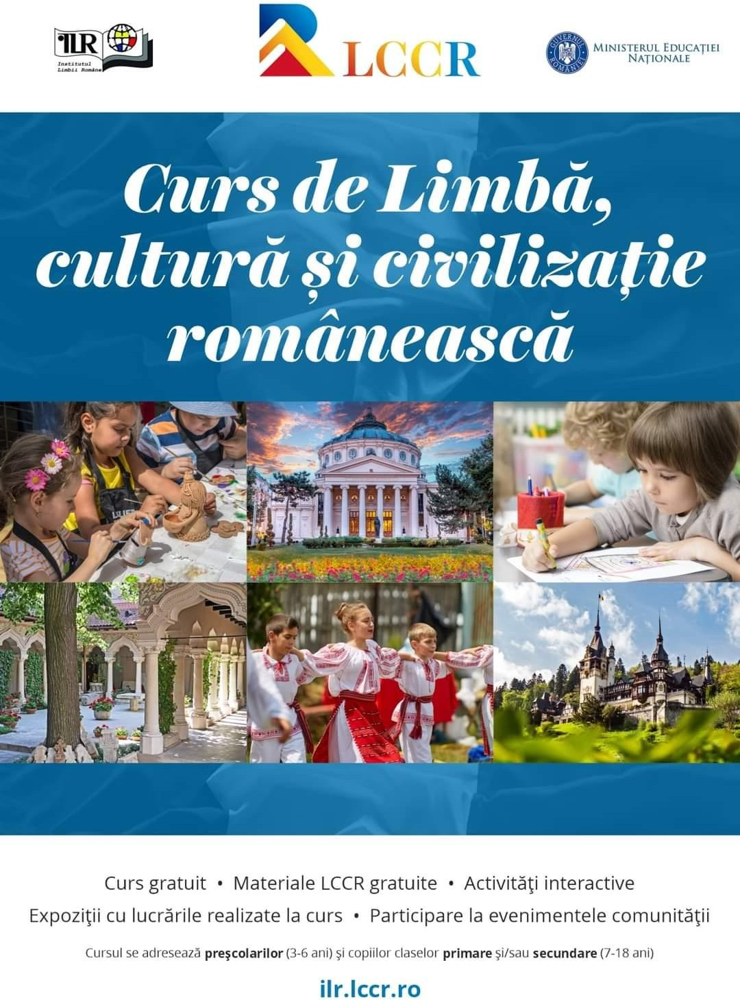 ILR
Institutul
Limbii Române
LCCR
GUVERNUL ROMÂNIEI
MINISTERUL EDUCAȚIEI
NAȚIONALE
Curs de Limbă,
cultură și civilizație
românească
Curs gratuit • Materiale LCCR gratuite • Activităţi interactive
Expoziţii cu lucrările realizate la curs • Participare la evenimentele comunităţii
Cursul se adresează preşcolarilor (3-6 ani) şi copiilor claselor primare şi/sau secundare (7-18 ani)
ilr.lccr.ro